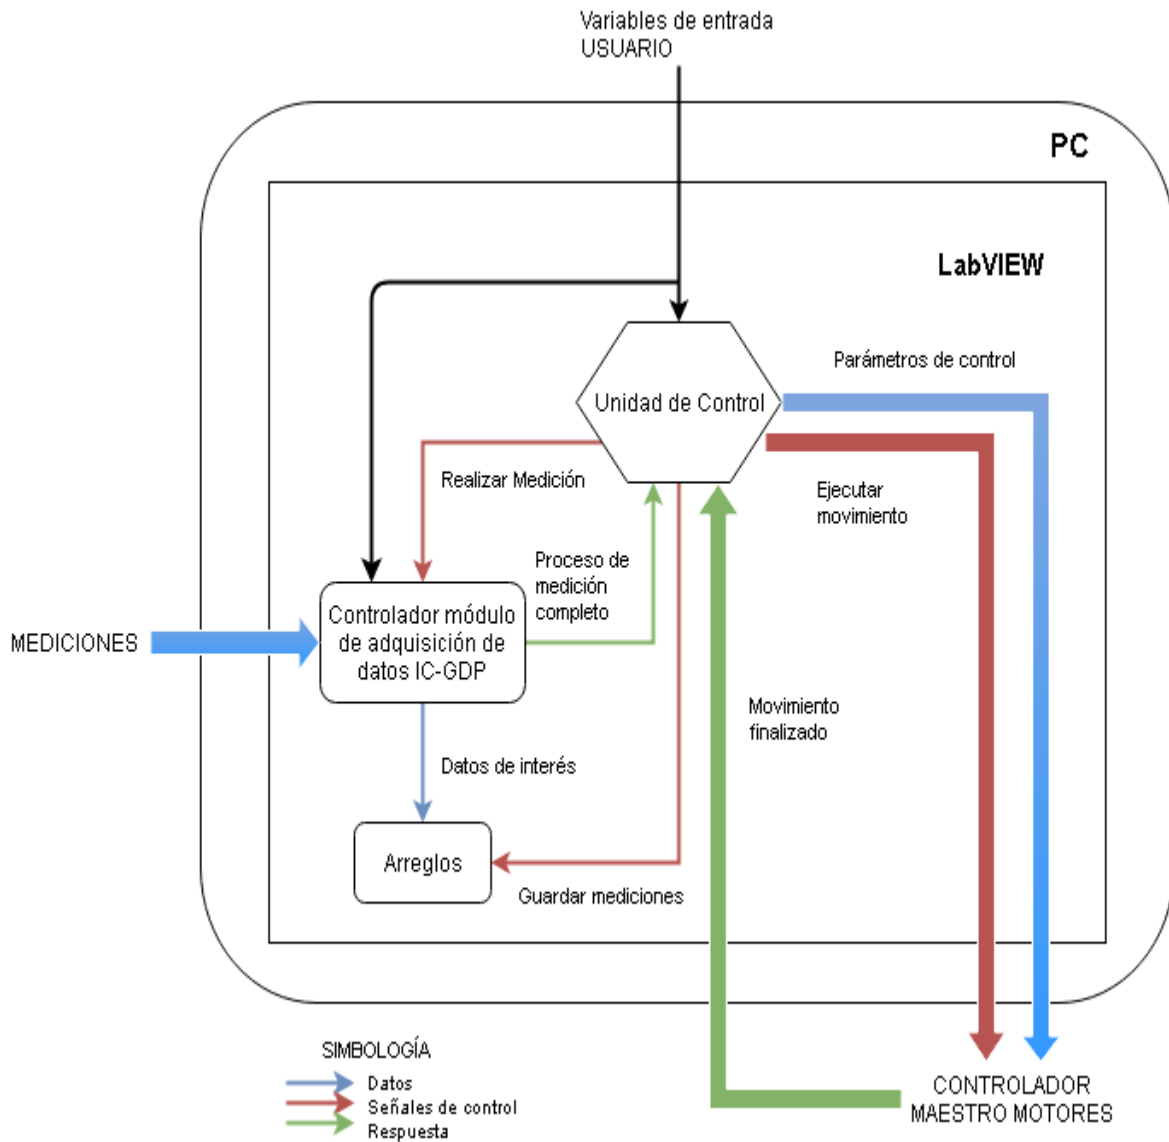 Variables de entrada
USUARIO
PC
LabVIEW
Parámetros de control
Unidad de Control
Realizar Medición
Ejecutar
movimiento
Proceso de
medición
completo
Controlador módulo
de adquisición de
datos IC-GDP
MEDICIONES
Movimiento
finalizado
Datos de interés
Arreglos
Guardar mediciones
SIMBOLOGÍA
Datos
Señales de control
Respuesta
CONTROLADOR
MAESTRO MOTORES